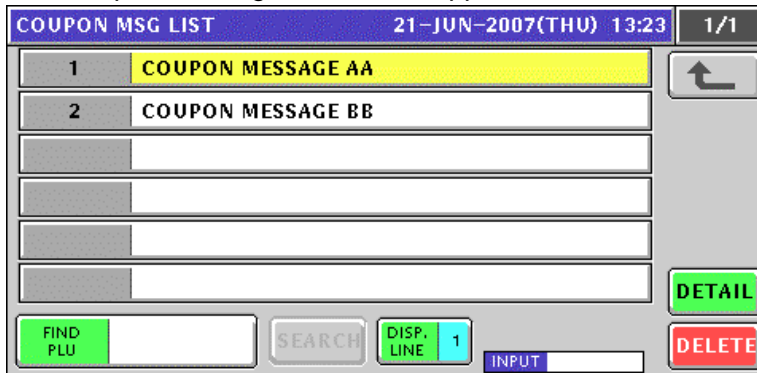 COUPON MSG LIST 21-JUN-2007(THU) 13:23 1/1
1 COUPON MESSAGE AA
2 COUPON MESSAGE BB
DETAIL
FIND PLU SEARCH DISP. LINE 1
INPUT
DELETE